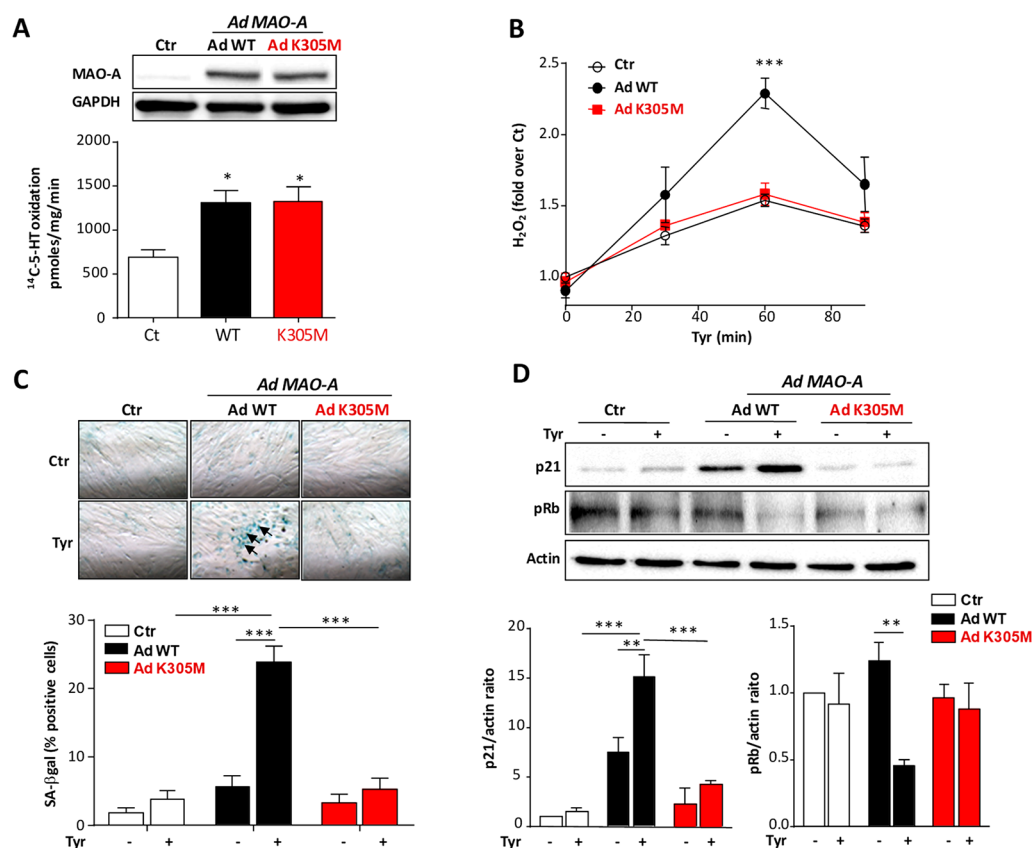 A
Ad MAO-A
Ctr Ad WT Ad K305M
MAO-A
GAPDH
2000
1500
1000
500
0
¹⁴C-5-HT oxidation
pmoles/mg/min
* *
Ct WT K305M
B
Ctr
Ad WT
Ad K305M
***
2.5
2.0
1.5
1.0
H₂O₂ (fold over Ct)
0 20 40 60 80
Tyr (min)
C
Ad MAO-A
Ctr Ad WT Ad K305M
Ctr
Tyr
Ctr
Ad WT
Ad K305M
*** *** ***
30
20
10
0
SA-βgal (% positive cells)
Tyr - + - + - +
D
Ad MAO-A
Ctr Ad WT Ad K305M
Tyr - + - + - +
p21
pRb
Actin
Ctr
Ad WT
Ad K305M
*** ** ***
20
15
10
5
0
p21/actin raito
Tyr - + - + - +
**
1.5
1.0
0.5
0.0
pRb/actin raito
Tyr - + - + - +